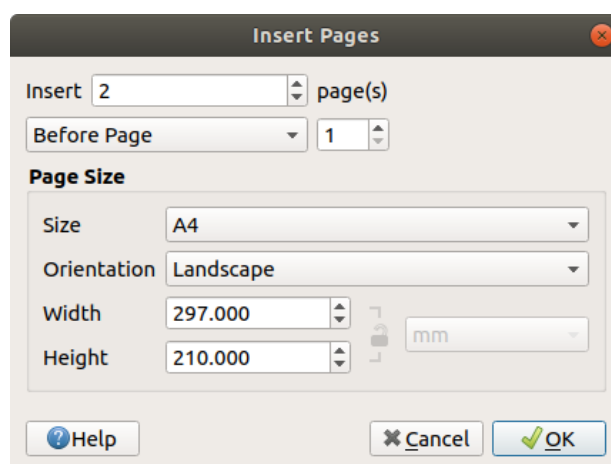 Insert Pages
Insert 2 page(s)
Before Page 1
Page Size
Size A4
Orientation Landscape
Width 297.000
mm
Height 210.000
Help Cancel OK